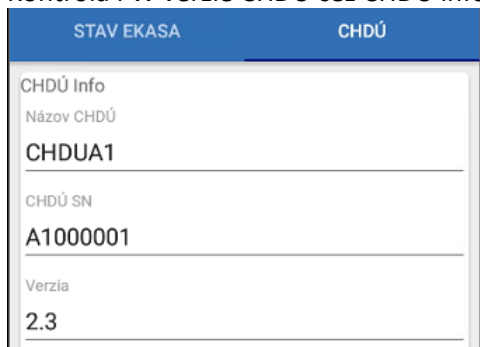 STAV EKASA CHDÚ
CHDÚ Info
Názov CHDÚ
CHDUA1
CHDÚ SN
A1000001
Verzia
2.3